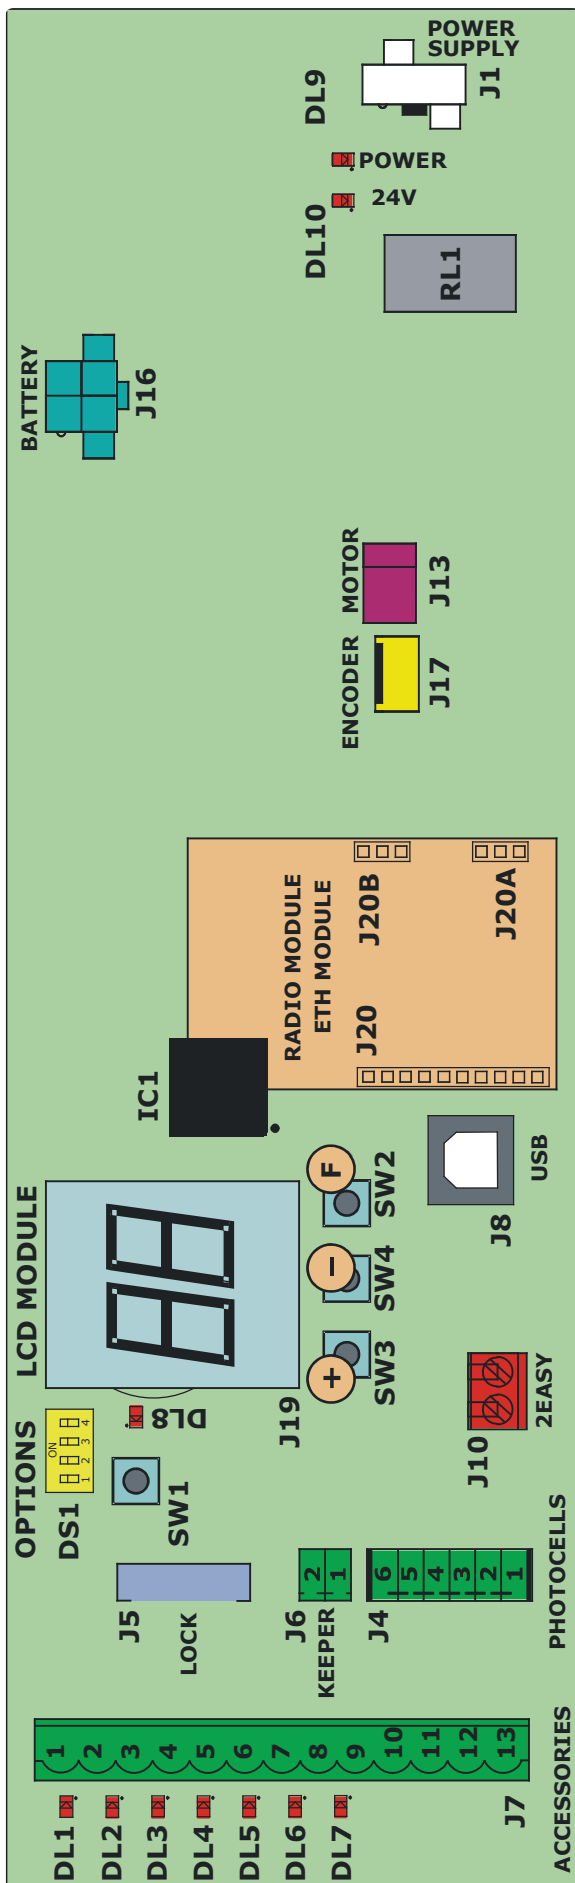 POWER
SUPPLY
J1
DL9
POWER
24V
DL10
RL1
BATTERY
J16
MOTOR
J13
ENCODER
J17
RADIO MODULE
ETH MODULE
J20B
J20A
J20
IC1
LCD MODULE
F
SW2
−
SW4
+
SW3
J8
USB
J19
DL8
OPTIONS
DS1
ON
1 2 3 4
SW1
J10
2EASY
J5
LOCK
J6
2 1
KEEPER
J4
6 5 4 3 2 1
PHOTOCELLS
1 2 3 4 5 6 7 8 9 10 11 12 13
J7
ACCESSORIES
DL1
DL2
DL3
DL4
DL5
DL6
DL7